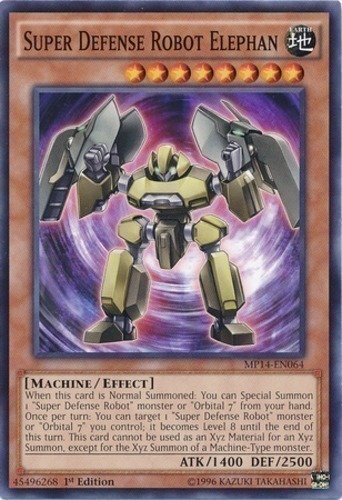 SUPER DEFENSE ROBOT ELEPHAN
EARTH
地
MP14-EN064
[MACHINE/EFFECT]
When this card is Normal Summoned: You can Special Summon
1 "Super Defense Robot" monster or "Orbital 7" from your hand.
Once per turn: You can target 1 "Super Defense Robot" monster
or "Orbital 7" you control; it becomes Level 8 until the end
of this turn. This card cannot be used as an Xyz Material for an Xyz
Summon, except for the Xyz Summon of a Machine-Type monster.
ATK/1400 DEF/2500
45496268 1st Edition ©1996 KAZUKI TAKAHASHI